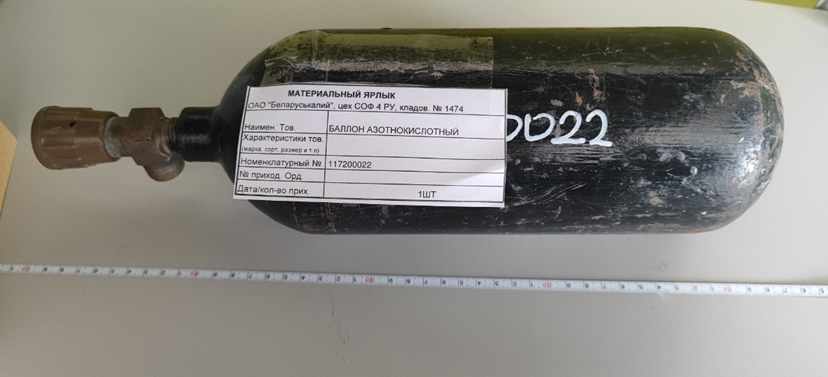 МАТЕРИАЛЬНЫЙ ЯРЛЫК
ОАО "Беларуськалий", цех СОФ 4 РУ, кладов. № 1474
Наимен. Тов. БАЛЛОН АЗОТНОКИСЛОТНЫЙ
Характеристики тов.
(марка, сорт, размер и т п)
Номенклатурный № 117200022
№ приход. Орд.
Дата/кол-во прих. 1ШТ
0022